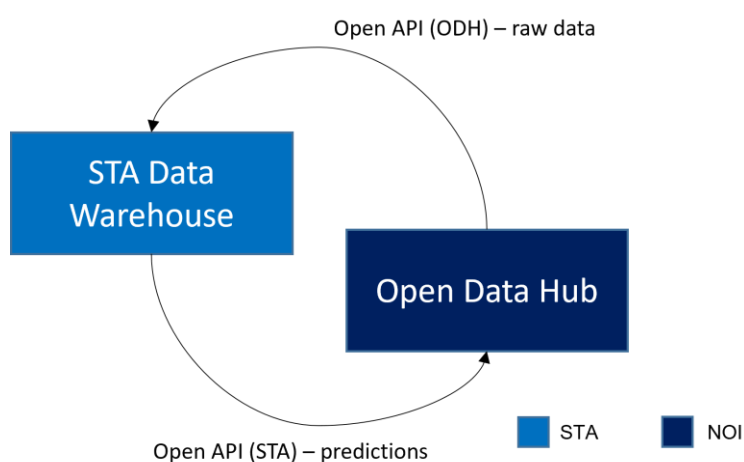 Open API (ODH) – raw data
STA Data
Warehouse
Open Data Hub
Open API (STA) – predictions
STA
NOI